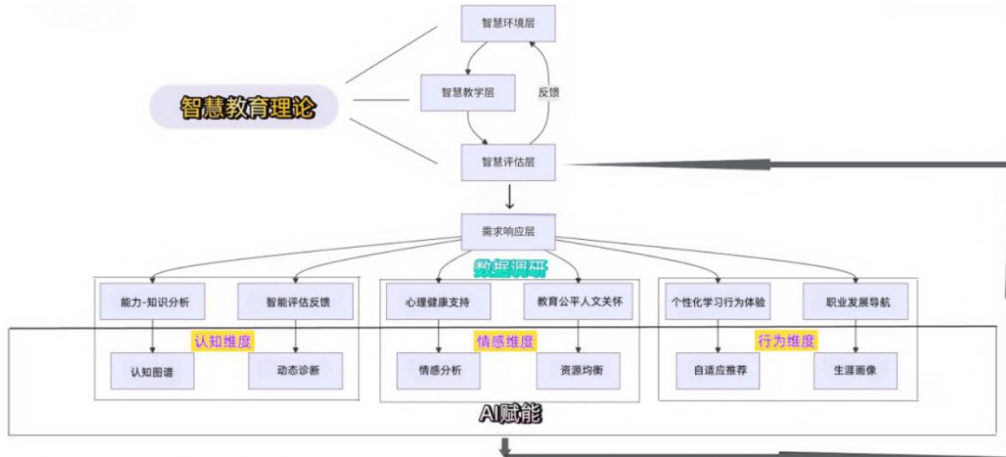 智慧环境层
智慧教学层
反馈
智慧教育理论
智慧评估层
需求响应层
数据调研
能力-知识分析
智能评估反馈
心理健康支持
教育公平人文关怀
个性化学习行为体验
职业发展导航
认知维度
情感维度
行为维度
认知图谱
动态诊断
情感分析
资源均衡
自适应推荐
生涯画像
AI赋能